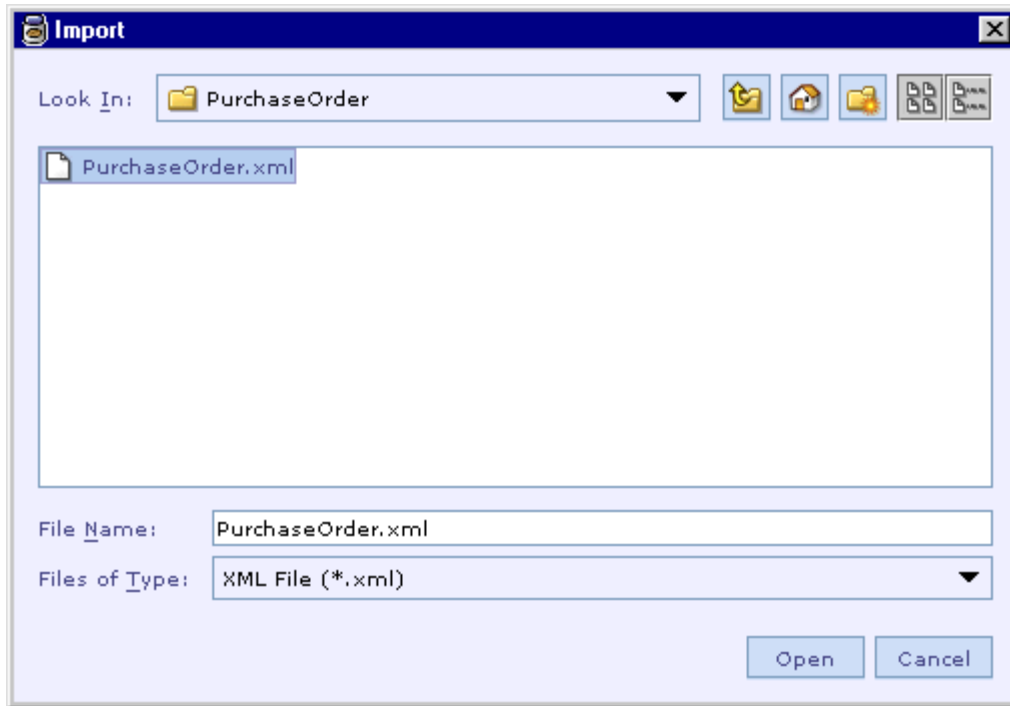 Import
Look In: PurchaseOrder
PurchaseOrder.xml
File Name: PurchaseOrder.xml
Files of Type: XML File (*.xml)
Open Cancel